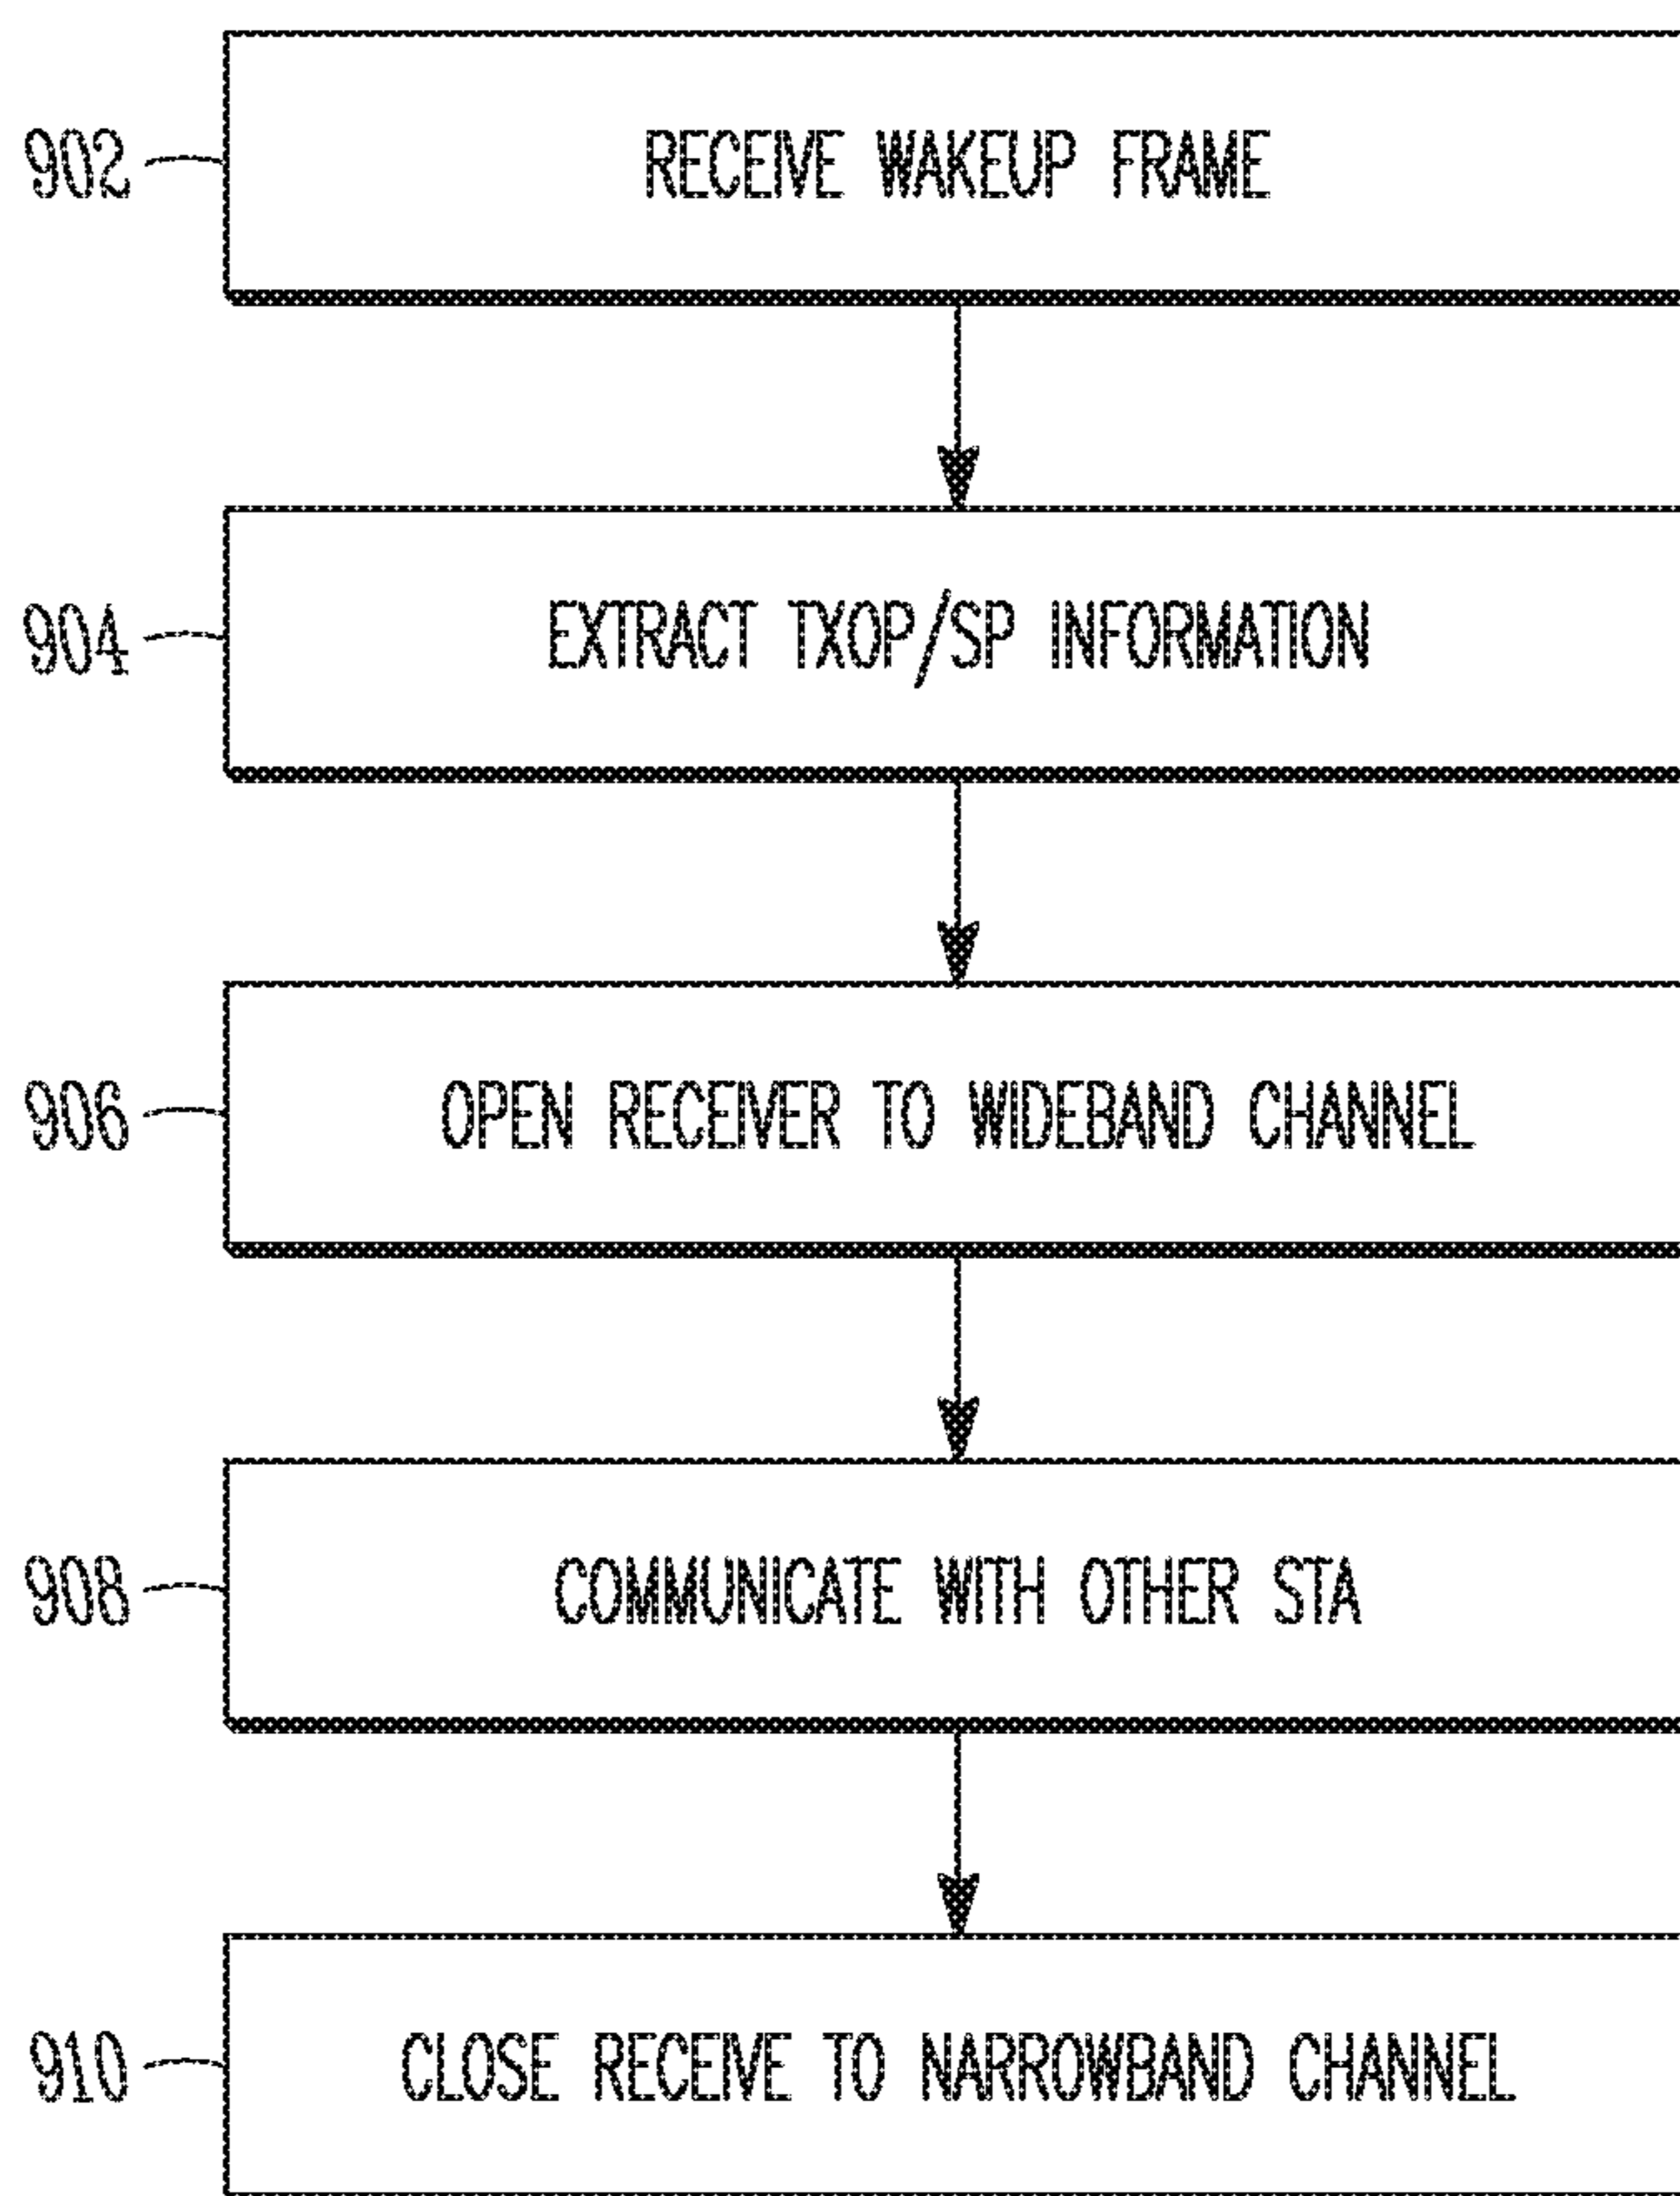 902 RECEIVE WAKEUP FRAME
904 EXTRACT TXOP/SP INFORMATION
906 OPEN RECEIVER TO WIDEBAND CHANNEL
908 COMMUNICATE WITH OTHER STA
910 CLOSE RECEIVE TO NARROWBAND CHANNEL